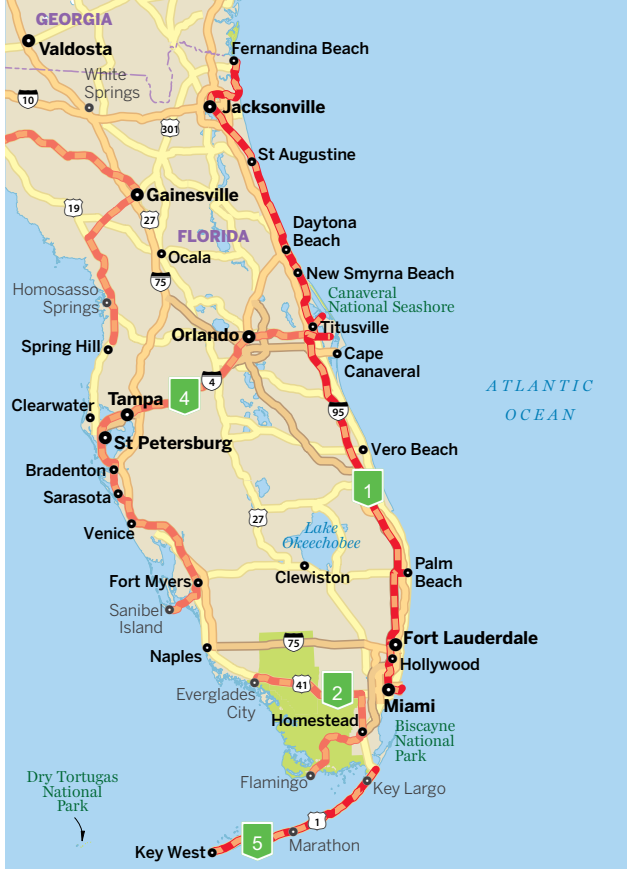 GEORGIA
Valdosta
Fernandina Beach
White
Springs
10
Jacksonville
301
St Augustine
Gainesville
19
27
FLORIDA
Daytona
Beach
Ocala
75
New Smyrna Beach
Homosasso
Springs
Canaveral
National Seashore
Orlando
Titusville
Spring Hill
Cape
Canaveral
4
4
ATLANTIC
OCEAN
Tampa
Clearwater
95
St Petersburg
Vero Beach
Bradenton
Sarasota
1
27
Venice
Lake
Okeechobee
Palm
Beach
Fort Myers
Clewiston
Sanibel
Island
75
Fort Lauderdale
Naples
Hollywood
41
2
Everglades
City
Miami
Homestead
Biscayne
National
Park
Dry Tortugas
National
Park
Flamingo
Key Largo
1
5
Marathon
Key West